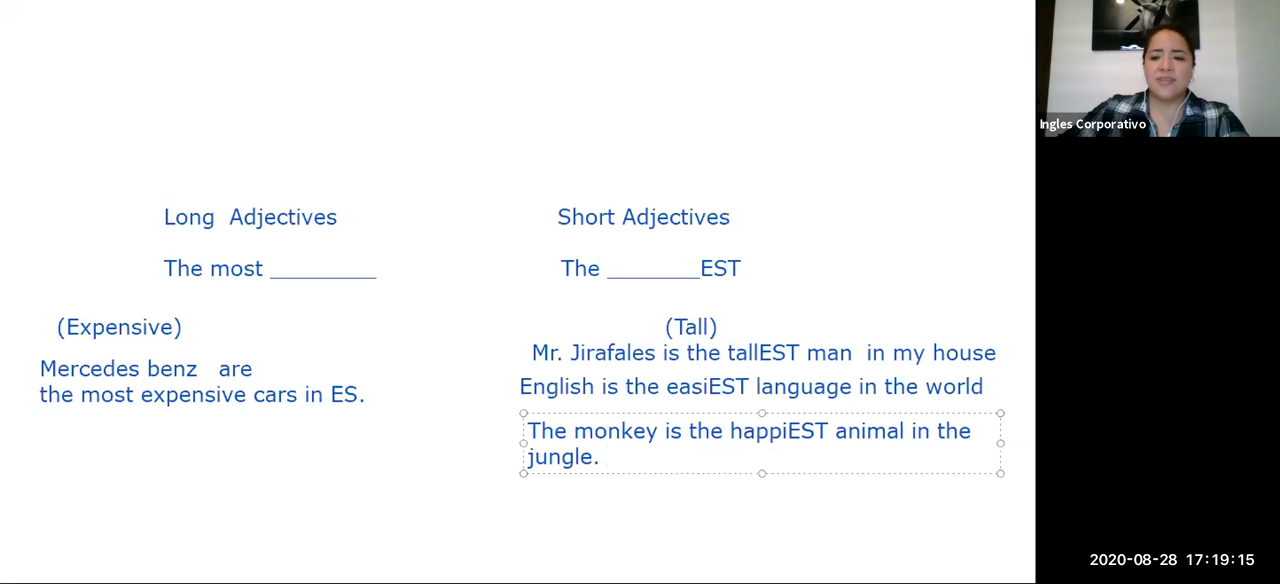 Ingles Corporativo
Long Adjectives
Short Adjectives
The most _________
The ________EST
(Expensive)
(Tall)
Mercedes benz are
the most expensive cars in ES.
Mr. Jirafales is the tallEST man in my house
English is the easiEST language in the world
The monkey is the happiEST animal in the
jungle.
2020-08-28 17:19:15